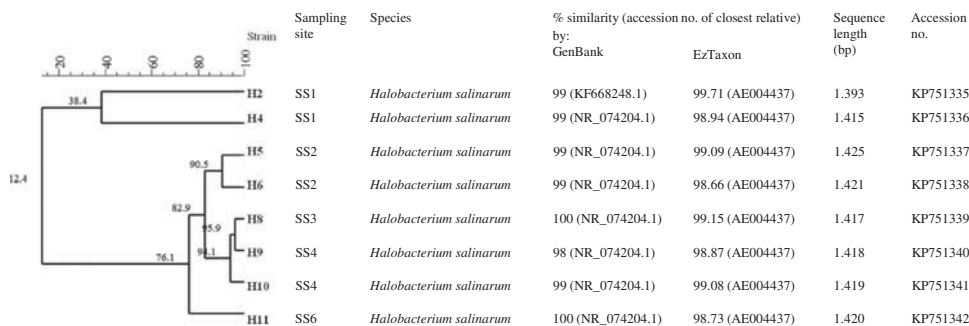 Strain Sampling site Species % similarity (accession no. of closest relative) by: Sequence length (bp) Accession no.
GenBank EzTaxon
20 40 60 80 100
H2 SS1 Halobacterium salinarum 99 (KF668248.1) 99.71 (AE004437) 1.393 KP751335
38.4
H4 SS1 Halobacterium salinarum 99 (NR_074204.1) 98.94 (AE004437) 1.415 KP751336
H5 SS2 Halobacterium salinarum 99 (NR_074204.1) 99.09 (AE004437) 1.425 KP751337
90.5
12.4
H6 SS2 Halobacterium salinarum 99 (NR_074204.1) 98.66 (AE004437) 1.421 KP751338
82.9
H8 SS3 Halobacterium salinarum 100 (NR_074204.1) 99.15 (AE004437) 1.417 KP751339
95.9
H9 SS4 Halobacterium salinarum 98 (NR_074204.1) 98.87 (AE004437) 1.418 KP751340
76.1 94.1
H10 SS4 Halobacterium salinarum 99 (NR_074204.1) 99.08 (AE004437) 1.419 KP751341
H11 SS6 Halobacterium salinarum 100 (NR_074204.1) 98.73 (AE004437) 1.420 KP751342